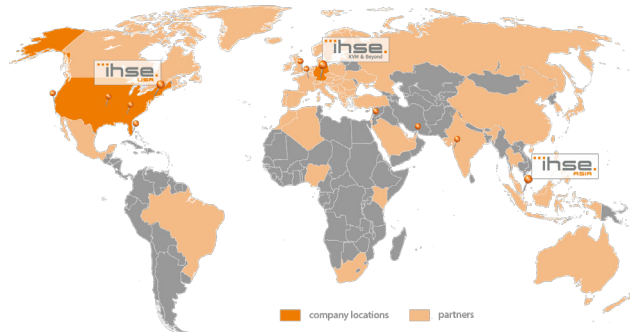 ihse.
USA
ihse.
KVM & Beyond
ihse.
ASIA
company locations
partners